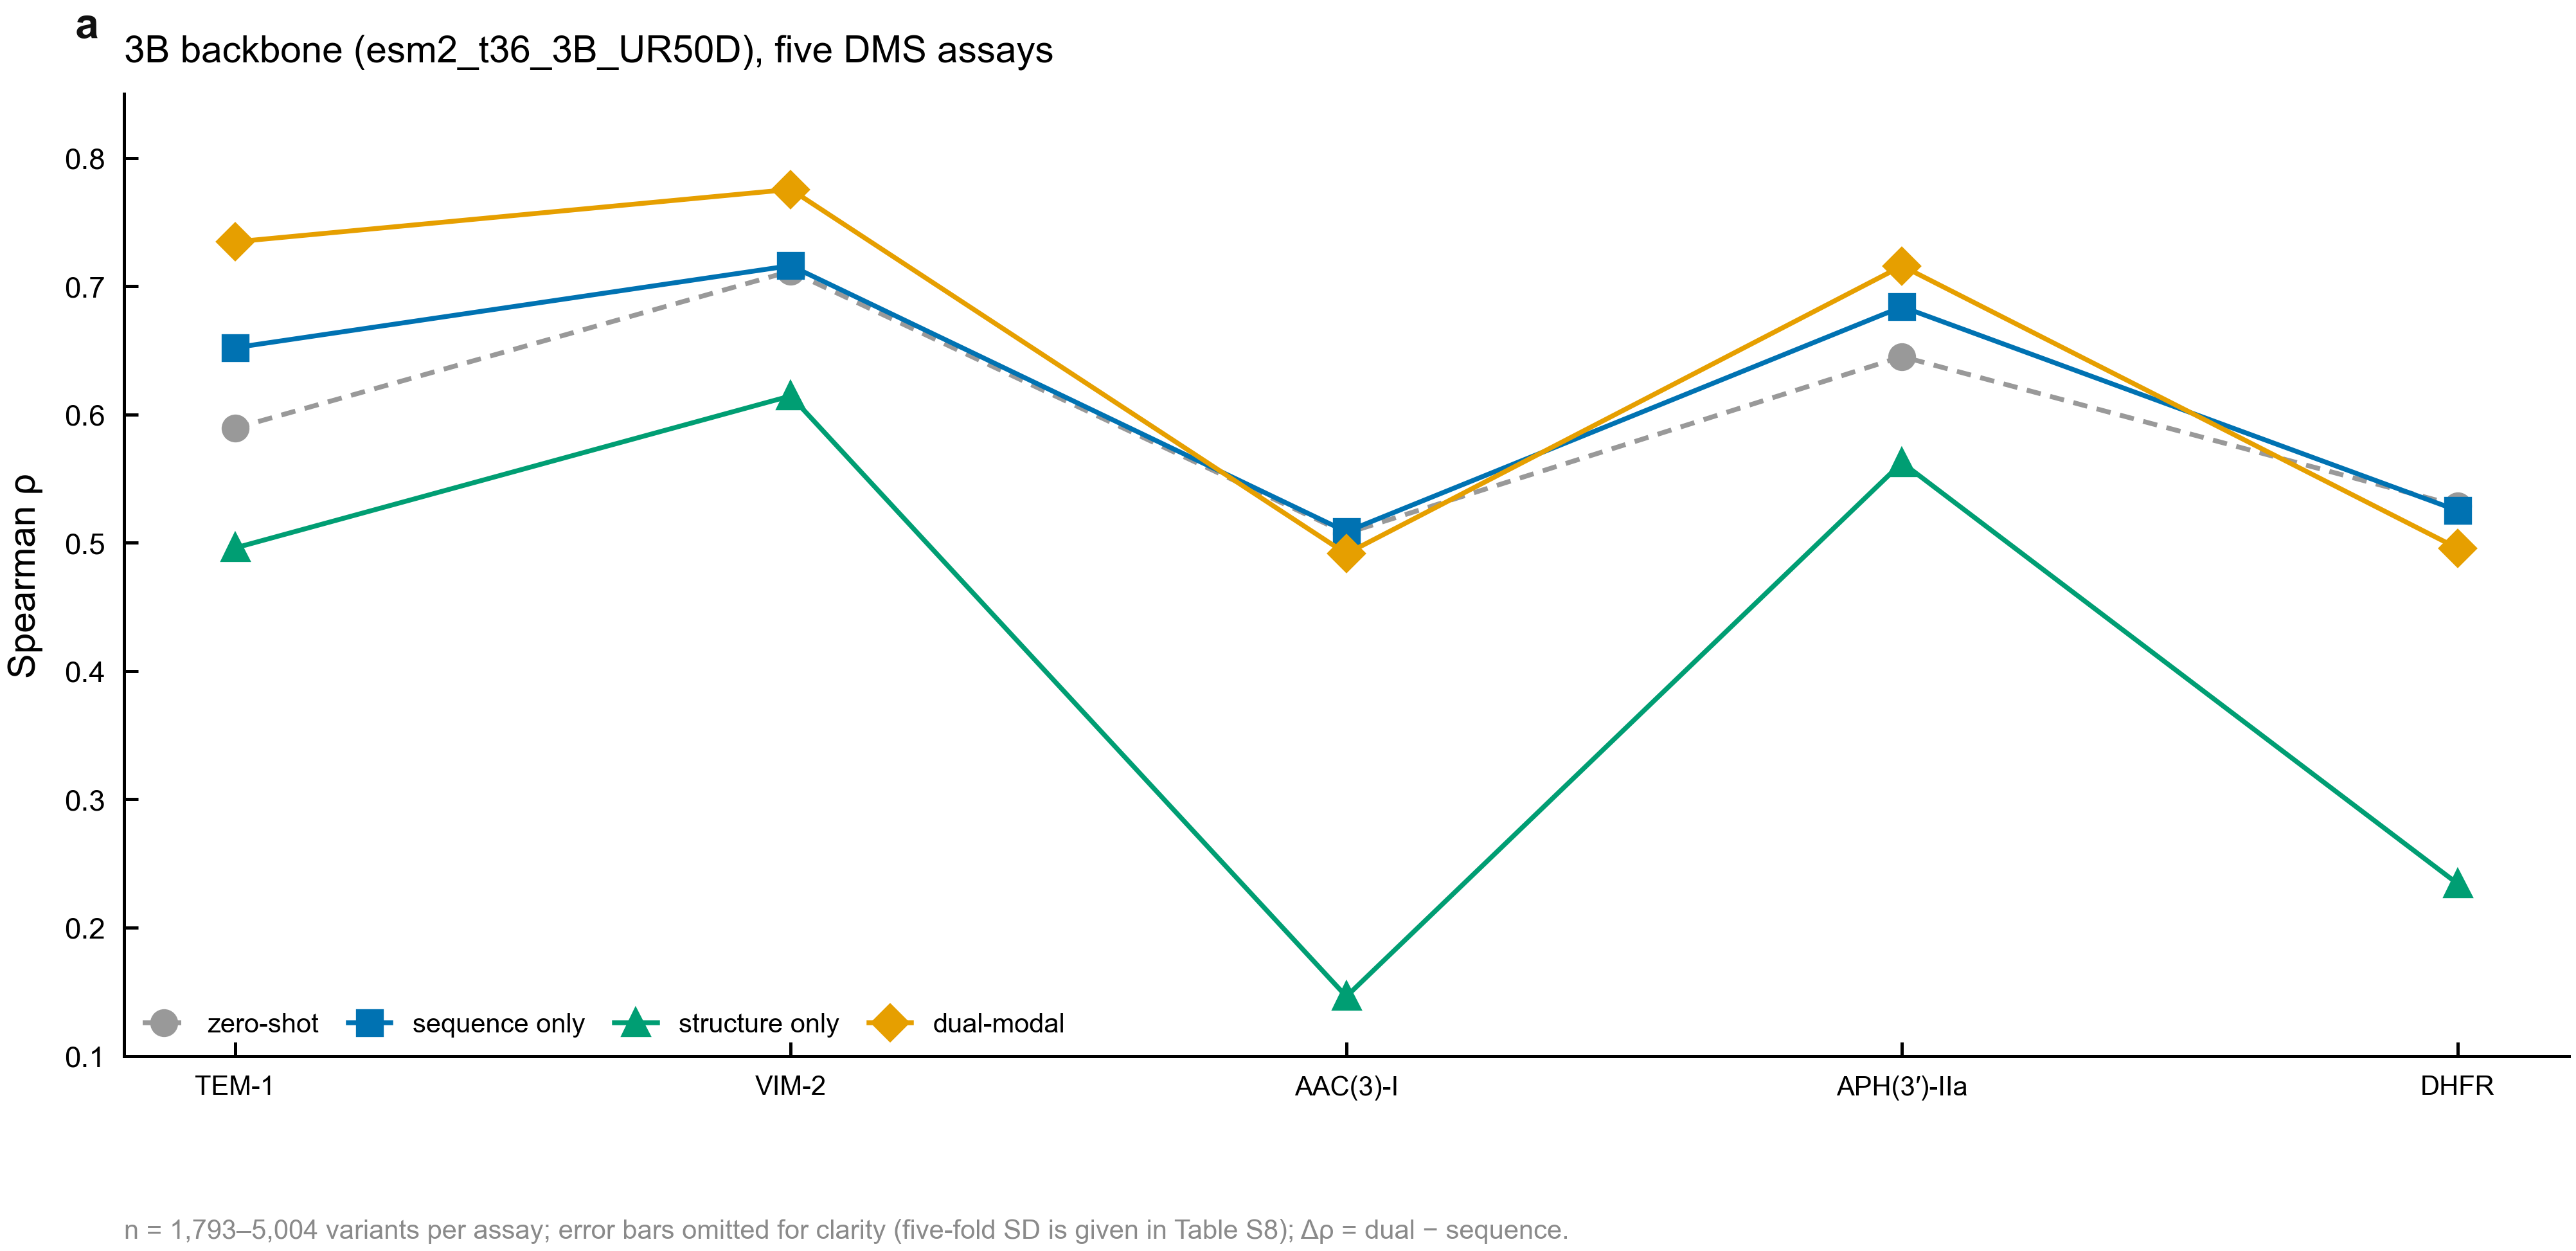 a
3B backbone (esm2_t36_3B_UR50D), five DMS assays
Spearman ρ
0.8
0.7
0.6
0.5
0.4
0.3
0.2
0.1
zero-shot sequence only structure only dual-modal
TEM-1 VIM-2 AAC(3)-I APH(3′)-IIa DHFR
n = 1,793–5,004 variants per assay; error bars omitted for clarity (five-fold SD is given in Table S8); Δρ = dual − sequence.